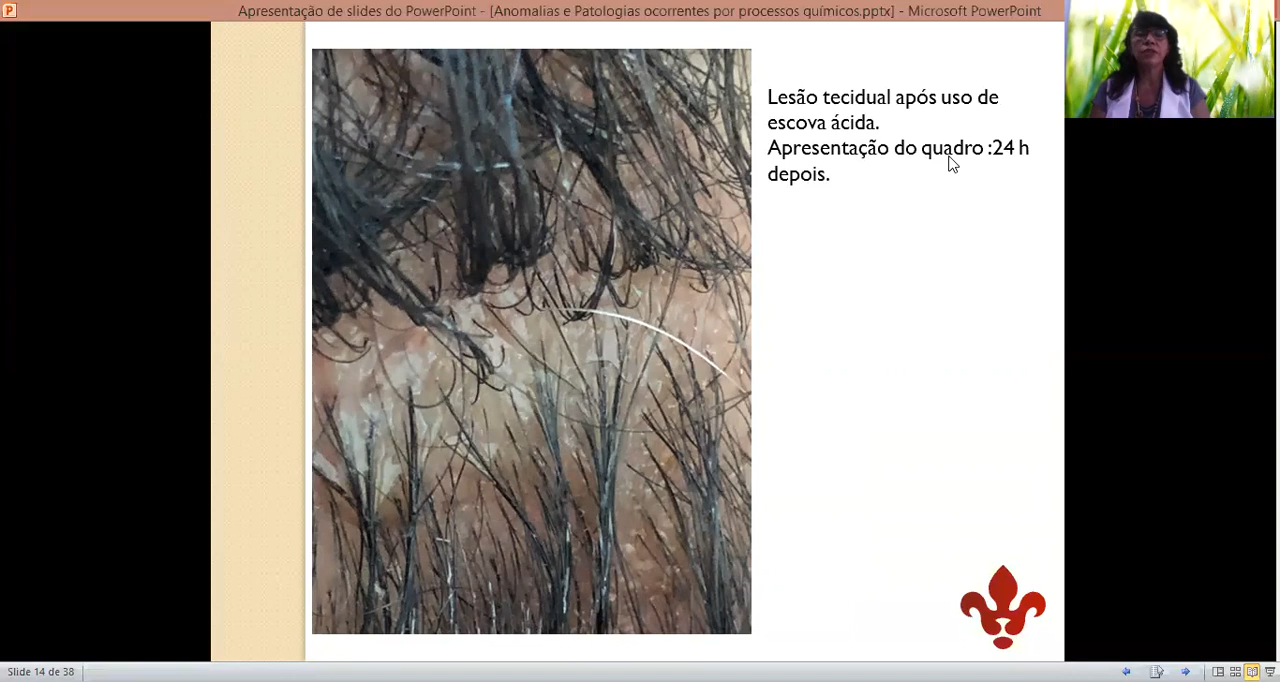 Apresentação de slides do PowerPoint - [Anomalias e Patologias ocorrentes por processos químicos.pptx] - Microsoft PowerPoint
Lesão tecidual após uso de
escova ácida.
Apresentação do quadro :24 h
depois.
Slide 14 de 38